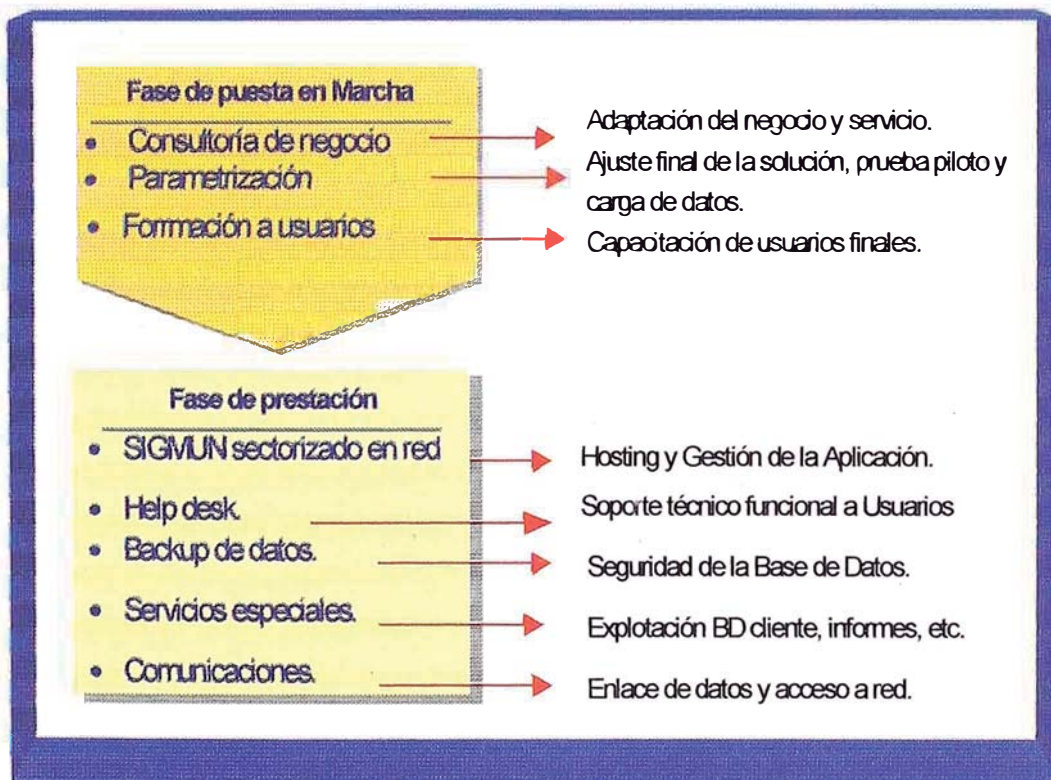 Fase de puesta en Marcha
• Consultoría de negocio
Adaptación del negocio y servicio.
• Parametrización
Ajuste final de la solución, prueba piloto y
carga de datos.
• Formación a usuarios
Capacitación de usuarios finales.
Fase de prestación
• SIGMUN sectorizado en red
Hosting y Gestión de la Aplicación.
• Help desk.
Soporte técnico funcional a Usuarios
• Backup de datos.
Seguridad de la Base de Datos.
• Servicios especiales.
Explotación BD cliente, informes, etc.
• Comunicaciones.
Enlace de datos y acceso a red.